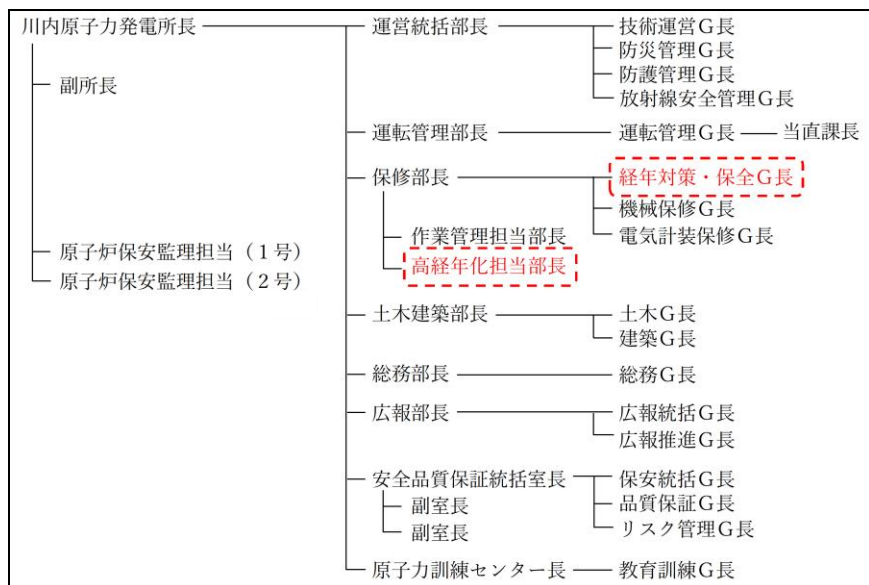 川内原子力発電所長 運営統括部長 技術運営G長
防災管理G長
副所長 防護管理G長
放射線安全管理G長
運転管理部長 運転管理G長 当直課長
保修部長 経年対策・保全G長
機械保修G長
作業管理担当部長 電気計装保修G長
原子炉保安監理担当（1号）
高経年化担当部長
原子炉保安監理担当（2号）
土木建築部長 土木G長
建築G長
総務部長 総務G長
広報部長 広報統括G長
広報推進G長
安全品質保証統括室長 保安統括G長
副室長 品質保証G長
副室長 リスク管理G長
原子力訓練センター長 教育訓練G長